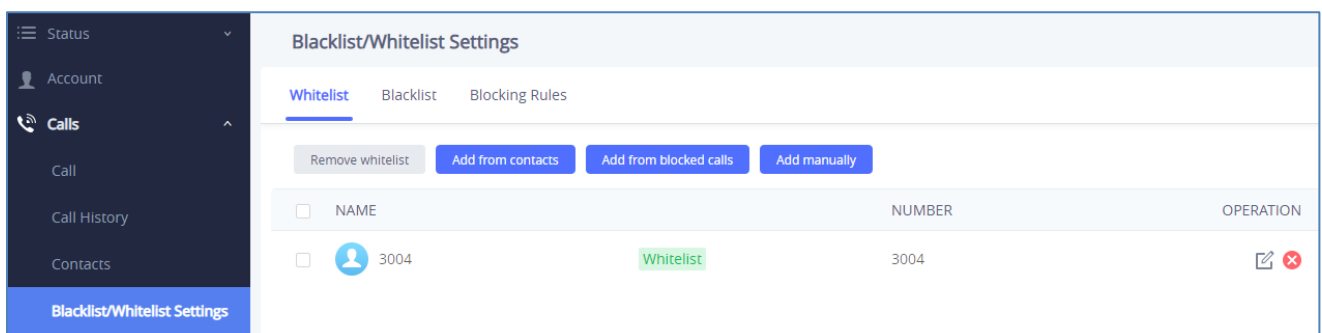 Status
Account
Calls
Call
Call History
Contacts
Blacklist/Whitelist Settings
Blacklist/Whitelist Settings
Whitelist Blacklist Blocking Rules
Remove whitelist Add from contacts Add from blocked calls Add manually
NAME NUMBER OPERATION
3004 Whitelist 3004